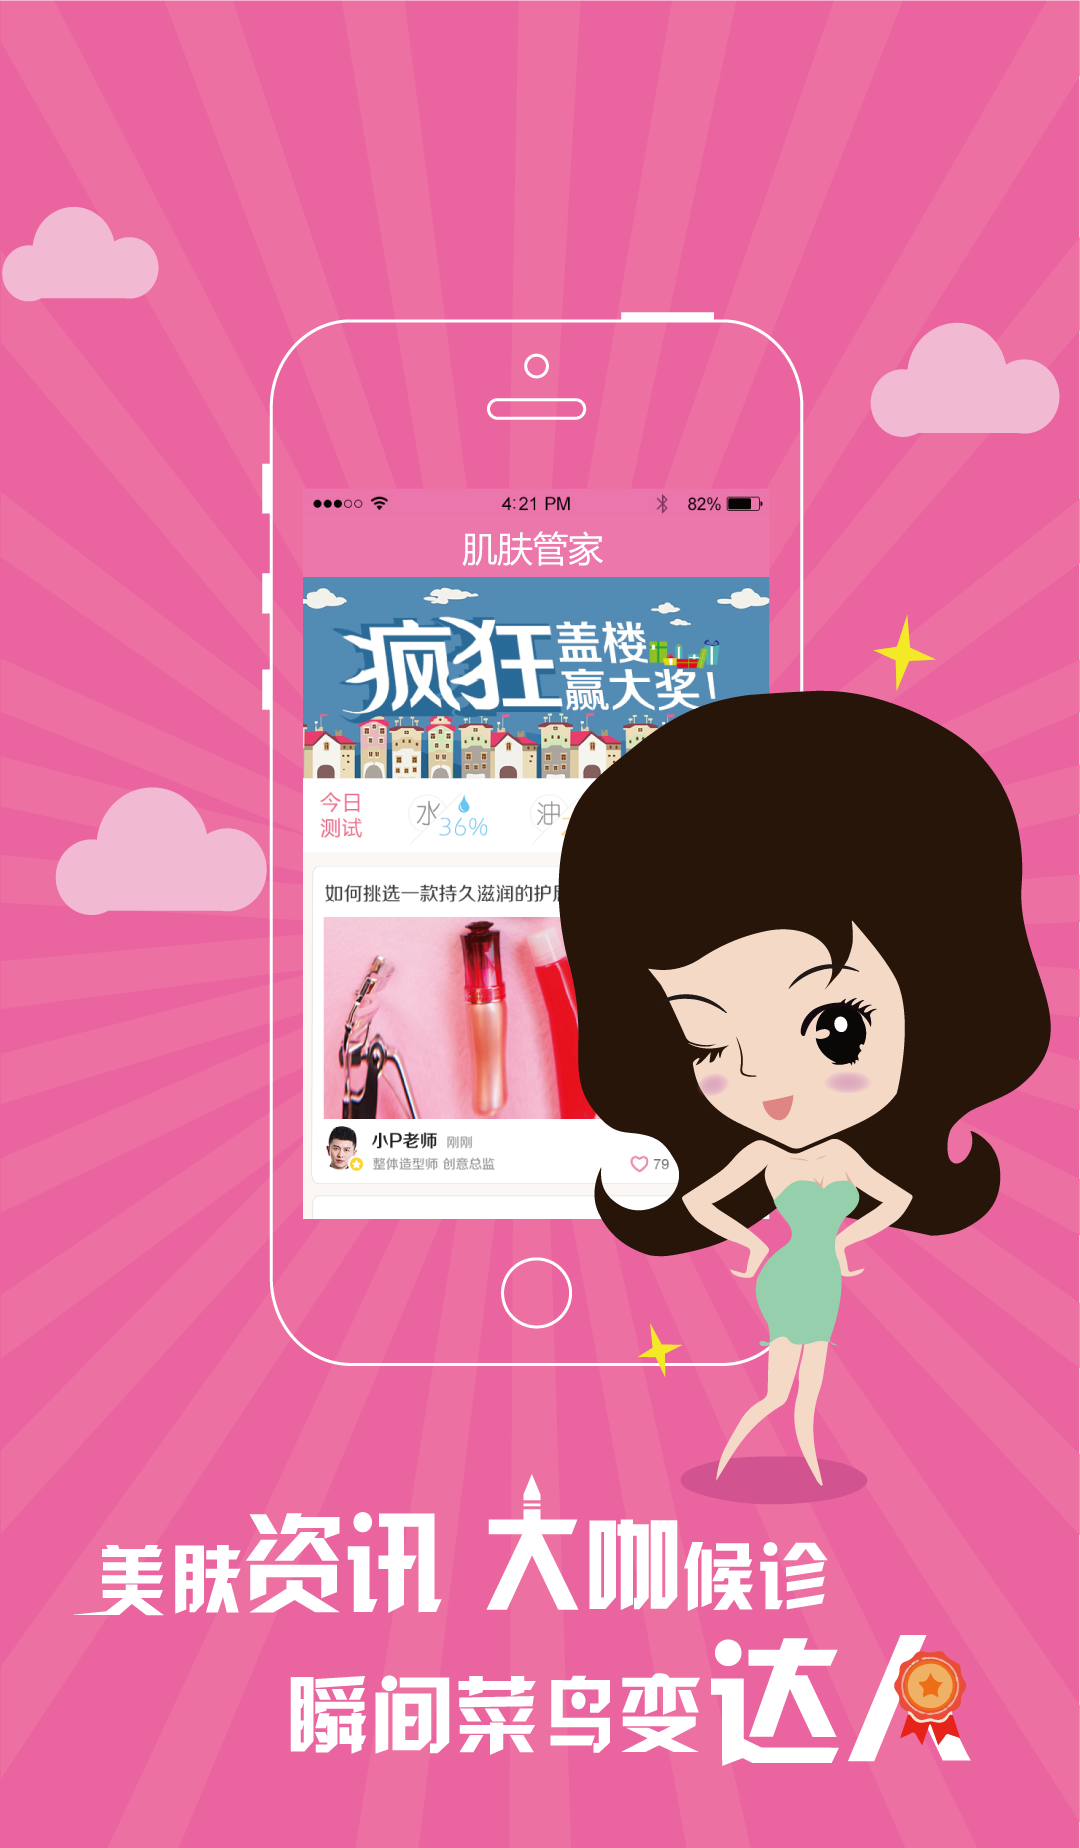 4:21 PM 82%
肌肤管家
疯狂盖楼
赢大奖!
今日
测试
水 36% 油
如何挑选一款持久滋润的护
小P老师 刚刚
整体造型师 创意总监
79
美肤资讯 大咖候诊
瞬间菜鸟变达人